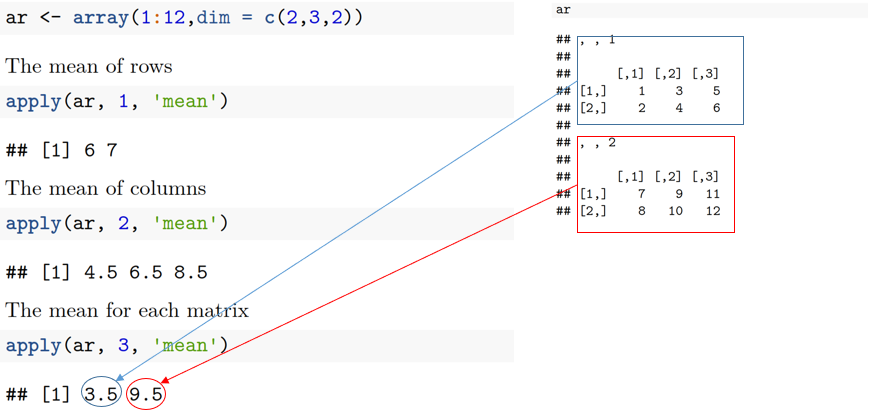 ar <- array(1:12,dim = c(2,3,2))
The mean of rows
apply(ar, 1, 'mean')
## [1] 6 7
The mean of columns
apply(ar, 2, 'mean')
## [1] 4.5 6.5 8.5
The mean for each matrix
apply(ar, 3, 'mean')
## [1] 3.5 9.5
ar
## , , 1
##
##      [,1] [,2] [,3]
## [1,]    1    3    5
## [2,]    2    4    6
##
## , , 2
##
##      [,1] [,2] [,3]
## [1,]    7    9   11
## [2,]    8   10   12